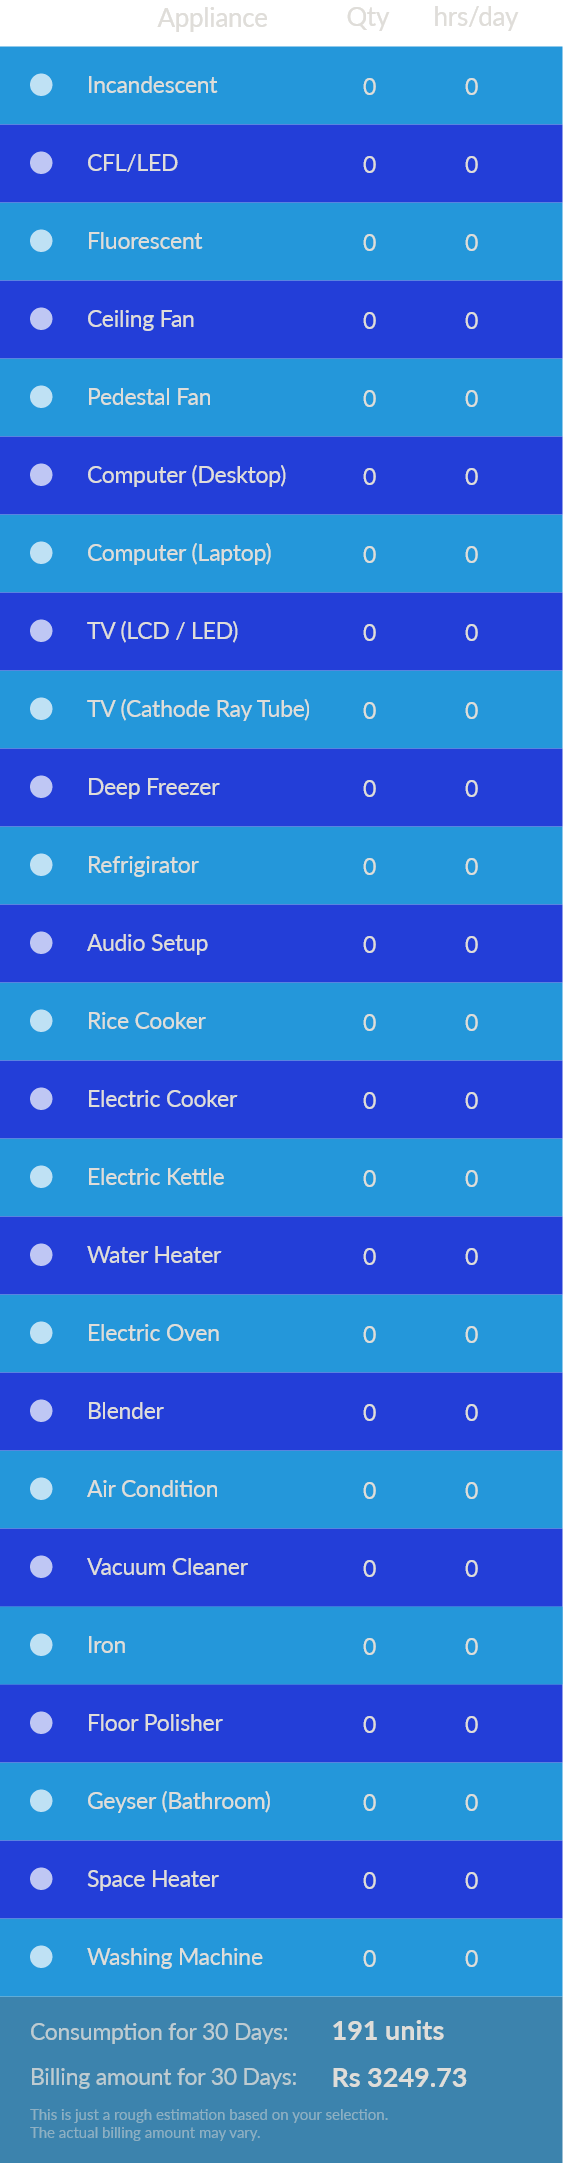 Appliance Qty hrs/day
Incandescent 0 0
CFL/LED 0 0
Fluorescent 0 0
Ceiling Fan 0 0
Pedestal Fan 0 0
Computer (Desktop) 0 0
Computer (Laptop) 0 0
TV (LCD / LED) 0 0
TV (Cathode Ray Tube) 0 0
Deep Freezer 0 0
Refrigirator 0 0
Audio Setup 0 0
Rice Cooker 0 0
Electric Cooker 0 0
Electric Kettle 0 0
Water Heater 0 0
Electric Oven 0 0
Blender 0 0
Air Condition 0 0
Vacuum Cleaner 0 0
Iron 0 0
Floor Polisher 0 0
Geyser (Bathroom) 0 0
Space Heater 0 0
Washing Machine 0 0
Consumption for 30 Days: 191 units
Billing amount for 30 Days: Rs 3249.73
This is just a rough estimation based on your selection.
The actual billing amount may vary.